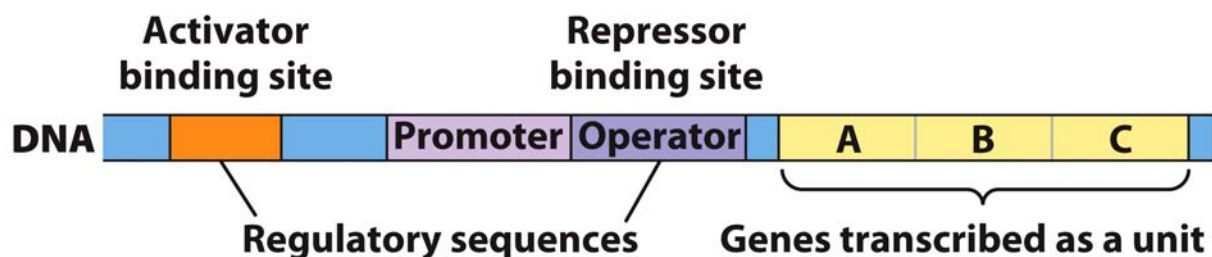 Activator
binding site
Repressor
binding site
DNA
Promoter
Operator
A
B
C
Regulatory sequences
Genes transcribed as a unit